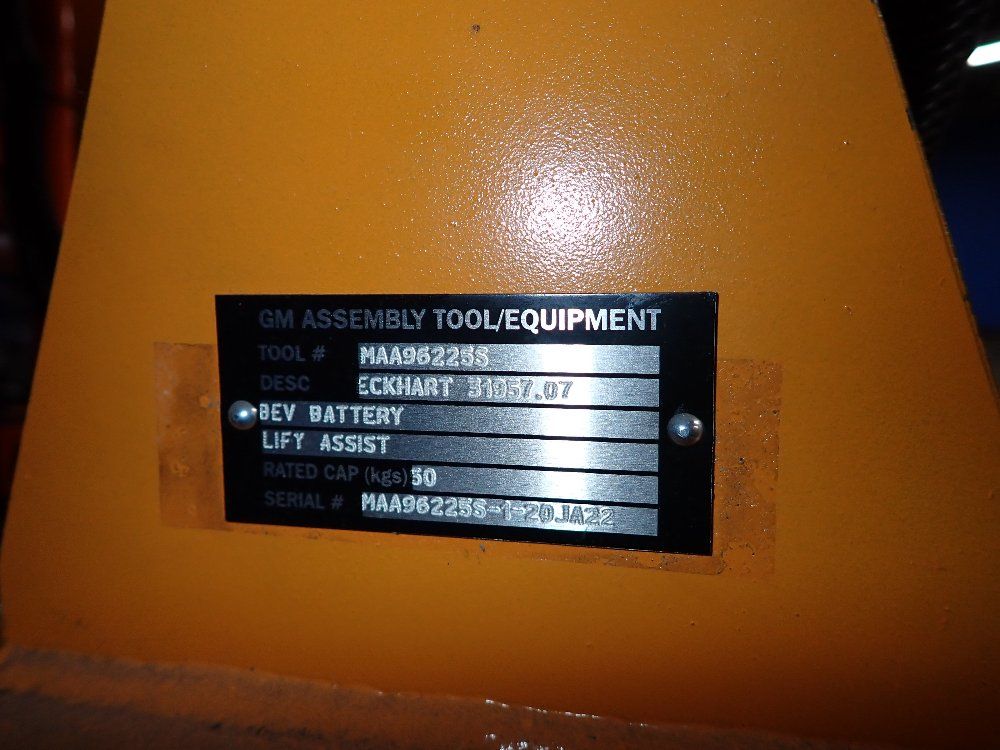 GM ASSEMBLY TOOL/EQUIPMENT
TOOL # MAA96225S
DESC ECKHART 31957.07
BEV BATTERY
LIFY ASSIST
RATED CAP (kgs) 50
SERIAL # MAA96225S-1-20JA22